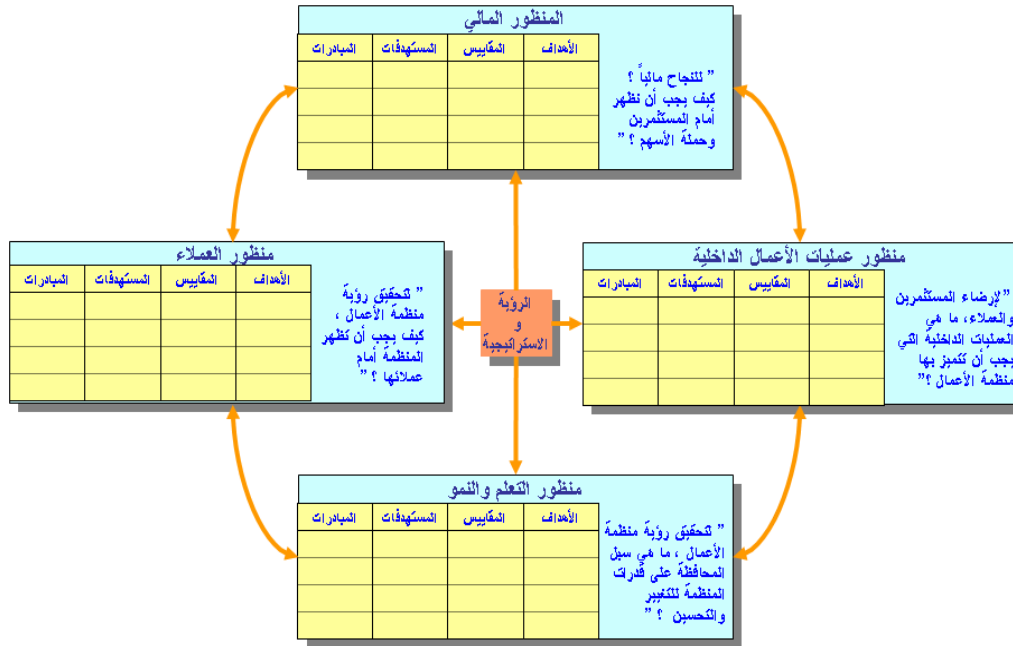 المنظور المالي
الأهداف المقاييس المستهدفات المبادرات
” للنجاح مالياً ؟
كيف يجب أن نظهر
أمام المستثمرين
وحملة الأسهم ؟ ”
منظور عمليات الأعمال الداخلية
الأهداف المقاييس المستهدفات المبادرات
”لإرضاء المستثمرين
والعملاء، ما هي
العمليات الداخلية التي
يجب أن تتميز بها
منظمة الأعمال ؟”
الرؤية
و
الاستراتيجية
منظور العملاء
الأهداف المقاييس المستهدفات المبادرات
” لتحقيق رؤية
منظمة الأعمال ،
كيف يجب أن تظهر
المنظمة أمام
عملائها ؟ ”
منظور التعلم والنمو
الأهداف المقاييس المستهدفات المبادرات
” لتحقيق رؤية منظمة
الأعمال ، ما هي سبل
المحافظة على قدرات
المنظمة للتغيير
والتحسين ؟ ”